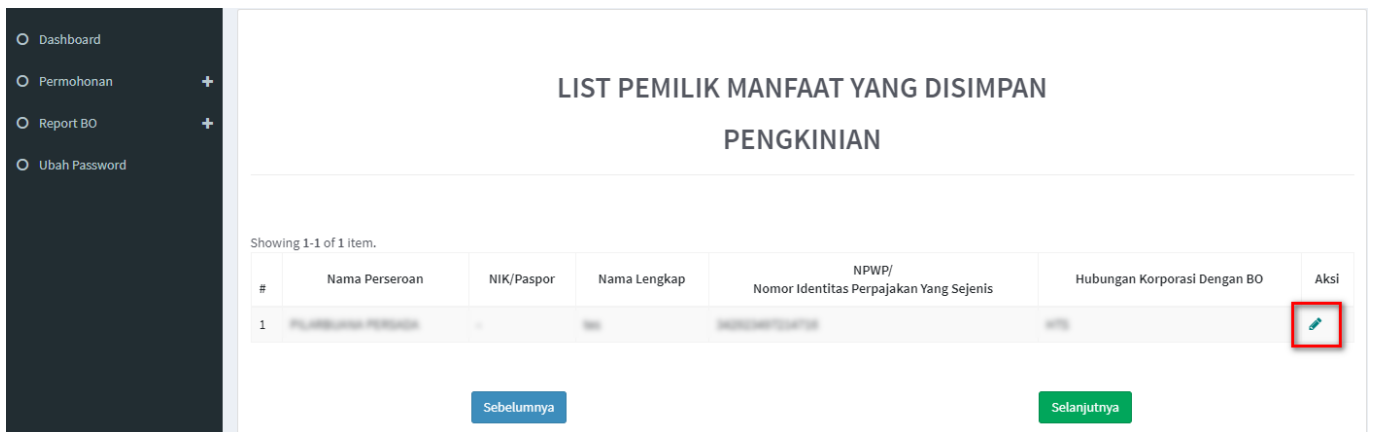 Dashboard
Permohonan
Report BO
Ubah Password
LIST PEMILIK MANFAAT YANG DISIMPAN
PENGKINIAN
Showing 1-1 of 1 item.
# Nama Perseroan NIK/Paspor Nama Lengkap NPWP/ Nomor Identitas Perpajakan Yang Sejenis Hubungan Korporasi Dengan BO Aksi
1
Sebelumnya Selanjutnya